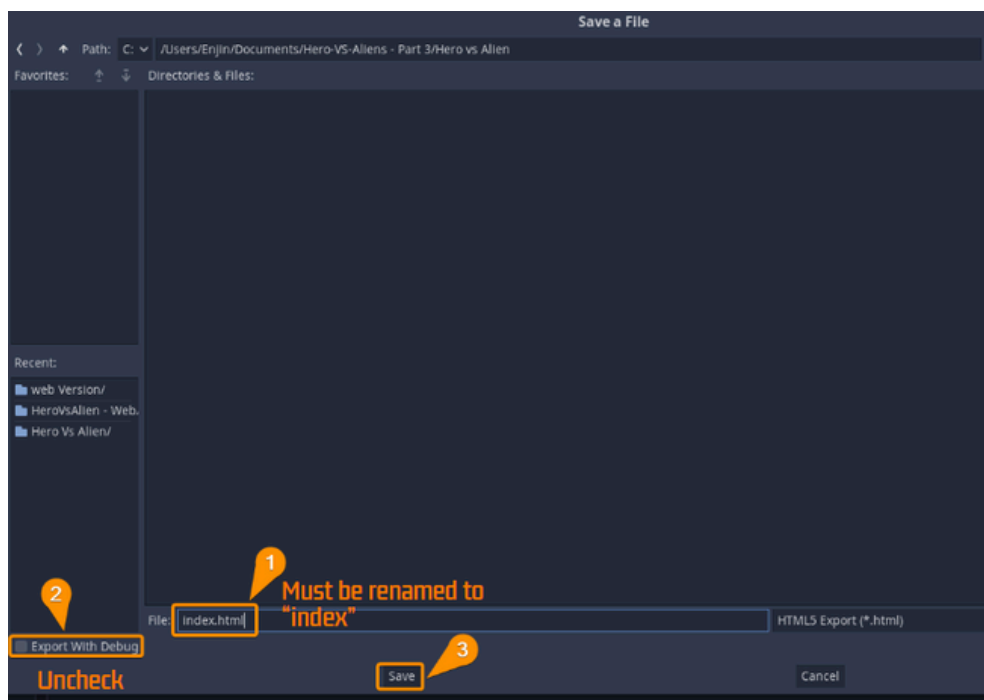 Save a File
Path: C: /Users/Enjin/Documents/Hero-VS-Aliens - Part 3/Hero vs Alien
Favorites: Directories & Files:
Recent:
web Version/
HeroVsAlien - Web.
Hero Vs Alien/
1
Must be renamed to
2
"index"
File: index.html HTML5 Export (*.html)
Export With Debug
3
Uncheck
Save Cancel